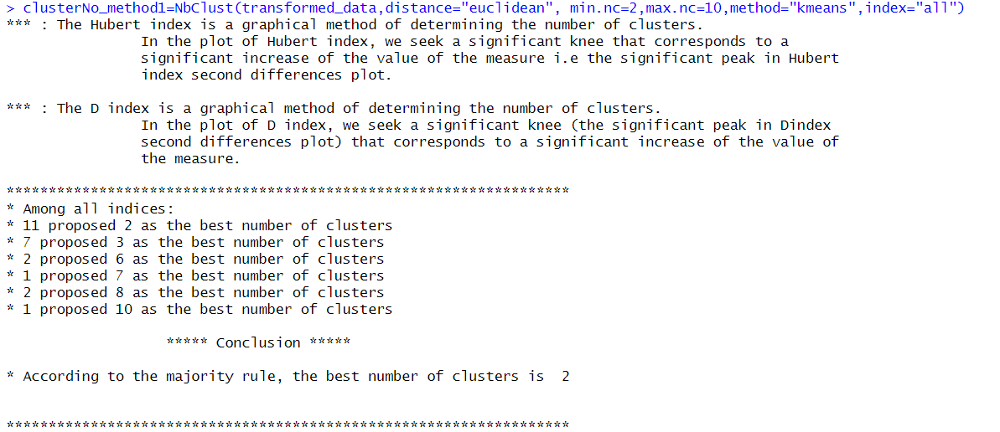 > clusterNo_method1=NbClust(transformed_data,distance="euclidean", min.nc=2,max.nc=10,method="kmeans",index="all")
*** : The Hubert index is a graphical method of determining the number of clusters.
In the plot of Hubert index, we seek a significant knee that corresponds to a
significant increase of the value of the measure i.e the significant peak in Hubert
index second differences plot.
*** : The D index is a graphical method of determining the number of clusters.
In the plot of D index, we seek a significant knee (the significant peak in Dindex
second differences plot) that corresponds to a significant increase of the value of
the measure.
*******************************************************************
* Among all indices:
* 11 proposed 2 as the best number of clusters
* 7 proposed 3 as the best number of clusters
* 2 proposed 6 as the best number of clusters
* 1 proposed 7 as the best number of clusters
* 2 proposed 8 as the best number of clusters
* 1 proposed 10 as the best number of clusters
***** Conclusion *****
* According to the majority rule, the best number of clusters is  2
*******************************************************************